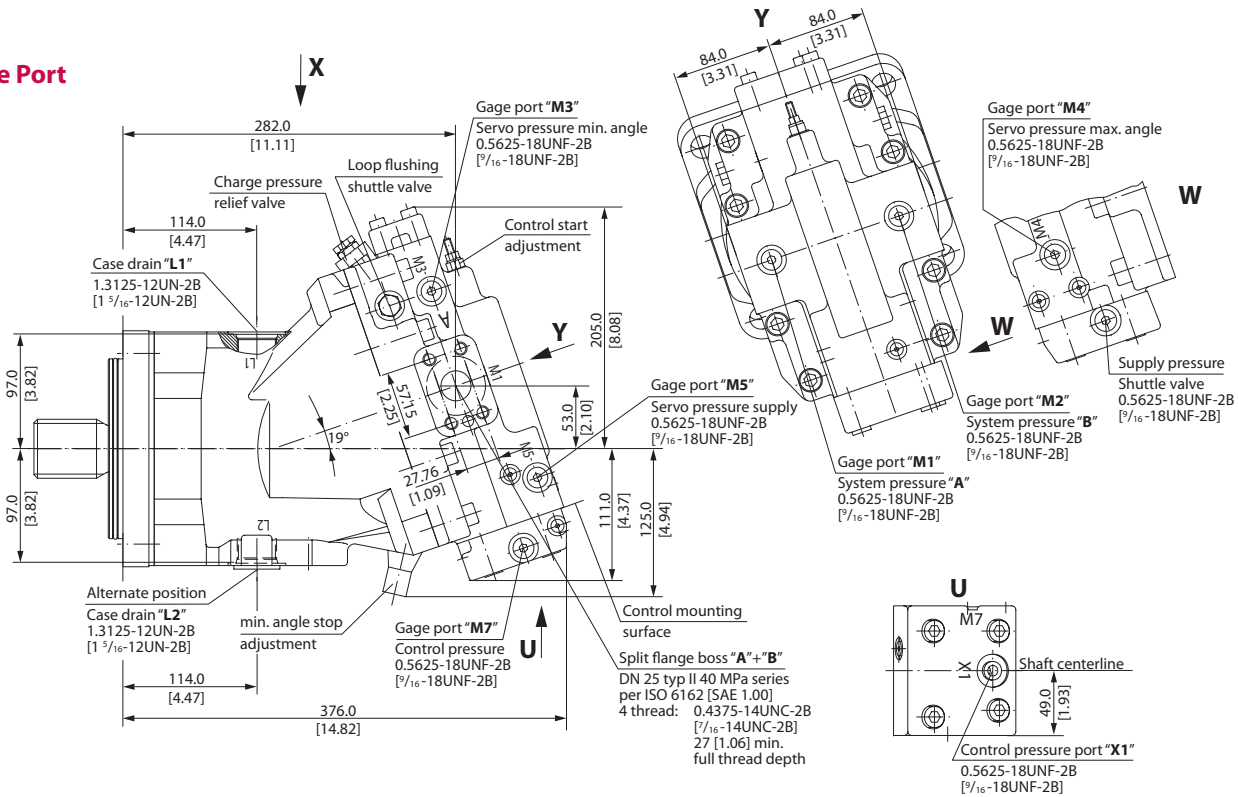 e Port
X
282.0
[11.11]
Gage port "M3"
Servo pressure min. angle
0.5625-18UNF-2B
[9/16-18UNF-2B]
Loop flushing
shuttle valve
Charge pressure
relief valve
Control start
adjustment
114.0
[4.47]
Case drain "L1"
1.3125-12UN-2B
[1 5/16-12UN-2B]
L1
M3
A
M1
M5
L2
97.0
[3.82]
97.0
[3.82]
205.0
[8.08]
Y
57.15
[2.25]
53.0
[2.10]
19°
27.76
[1.09]
111.0
[4.37]
125.0
[4.94]
Gage port "M5"
Servo pressure supply
0.5625-18UNF-2B
[9/16-18UNF-2B]
Alternate position
Case drain "L2"
1.3125-12UN-2B
[1 5/16-12UN-2B]
min. angle stop
adjustment
Gage port "M7"
Control pressure
0.5625-18UNF-2B
[9/16-18UNF-2B]
U
Control mounting
surface
Split flange boss "A"+"B"
DN 25 typ II 40 MPa series
per ISO 6162 [SAE 1.00]
4 thread: 0.4375-14UNC-2B
[7/16-14UNC-2B]
27 [1.06] min.
full thread depth
114.0
[4.47]
376.0
[14.82]
Y
84.0
[3.31]
84.0
[3.31]
W
Gage port "M2"
System pressure "B"
0.5625-18UNF-2B
[9/16-18UNF-2B]
Gage port "M1"
System pressure "A"
0.5625-18UNF-2B
[9/16-18UNF-2B]
Gage port "M4"
Servo pressure max. angle
0.5625-18UNF-2B
[9/16-18UNF-2B]
W
M4
Supply pressure
Shuttle valve
0.5625-18UNF-2B
[9/16-18UNF-2B]
U
M7
X1
Shaft centerline
49.0
[1.93]
Control pressure port "X1"
0.5625-18UNF-2B
[9/16-18UNF-2B]